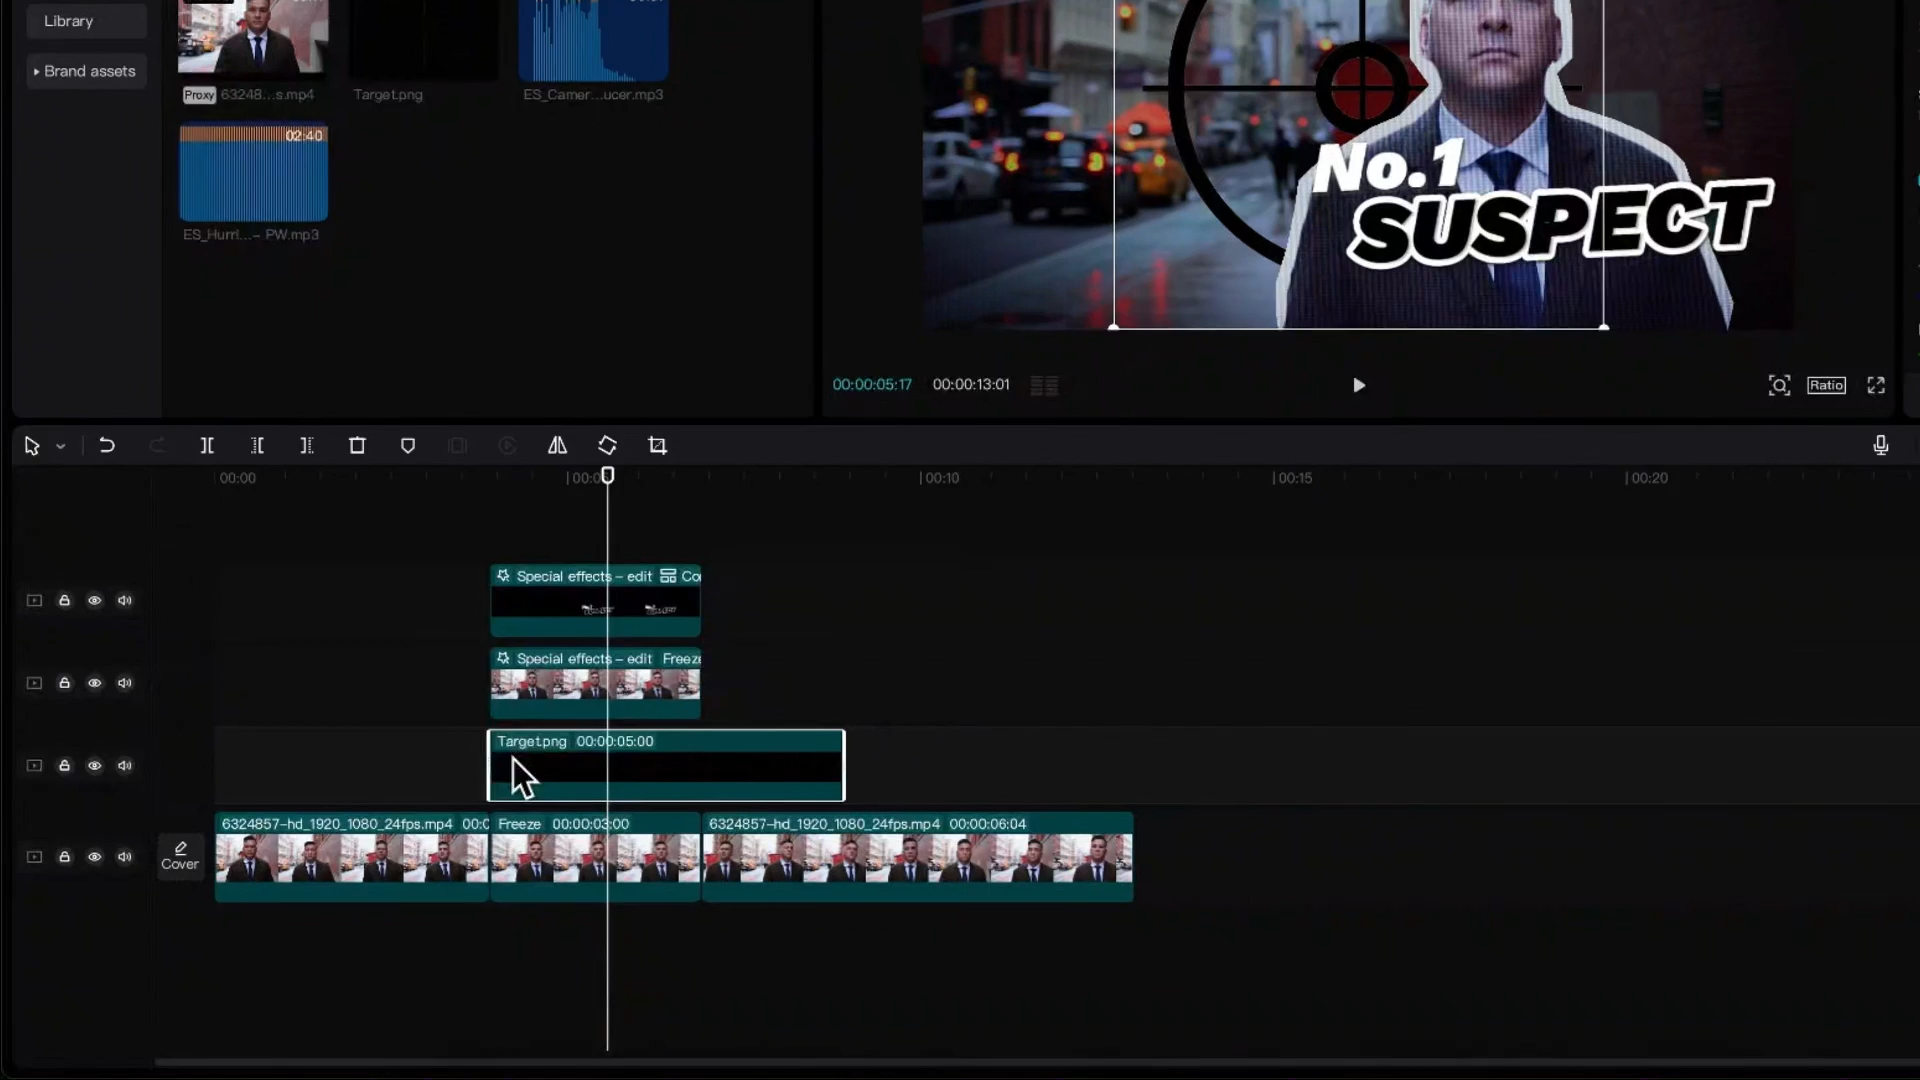 Library
Brand assets
Proxy 63248...s.mp4
Target.png
ES_Camer...ucer.mp3
02:40
ES_Hurri...- PW.mp3
No.1
SUSPECT
00:00:05:17 00:00:13:01
Ratio
00:00
00:10
00:15
00:20
Special effects – edit
Special effects – edit Freez
Target.png 00:00:05:00
Cover
6324857-hd_1920_1080_24fps.mp4 00:0
Freeze 00:00:03:00
6324857-hd_1920_1080_24fps.mp4 00:00:06:04